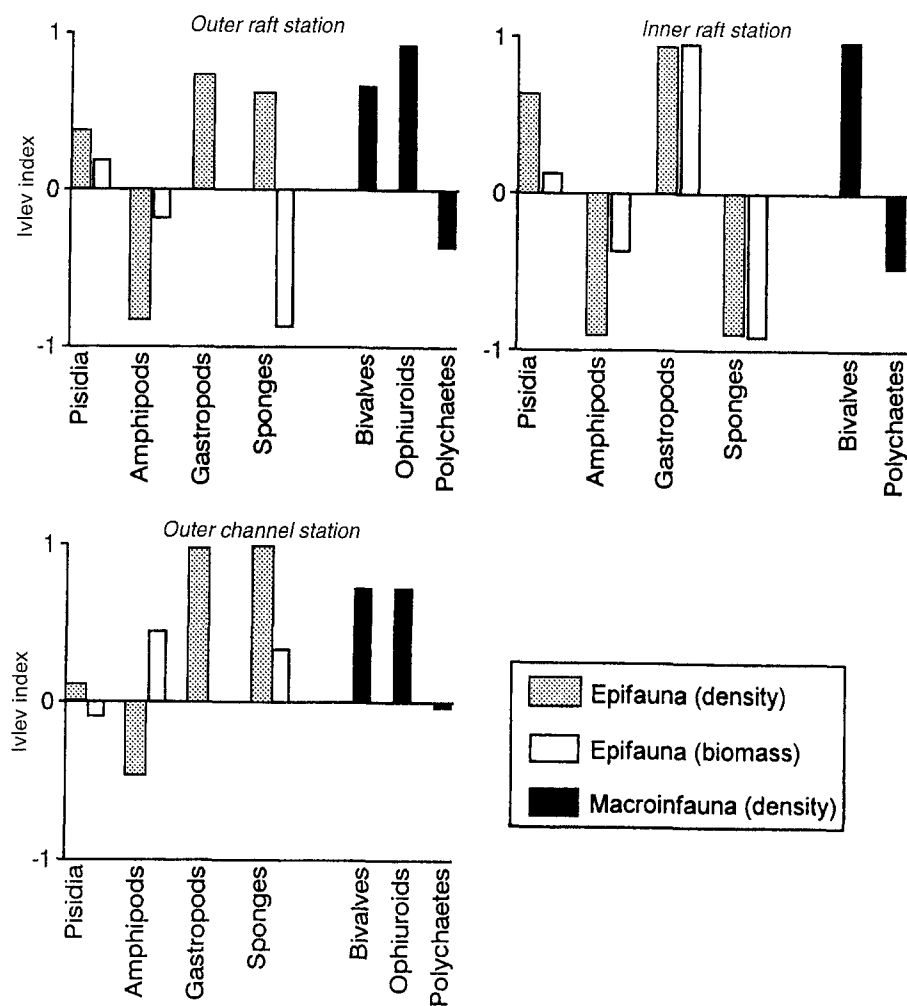 Outer raft station
1
0
-1
Ivlev index
Pisidia
Amphipods
Gastropods
Sponges
Bivalves
Ophiuroids
Polychaetes
Inner raft station
1
0
-1
Pisidia
Amphipods
Gastropods
Sponges
Bivalves
Polychaetes
Outer channel station
1
0
-1
Ivlev index
Pisidia
Amphipods
Gastropods
Sponges
Bivalves
Ophiuroids
Polychaetes
Epifauna (density)
Epifauna (biomass)
Macroinfauna (density)